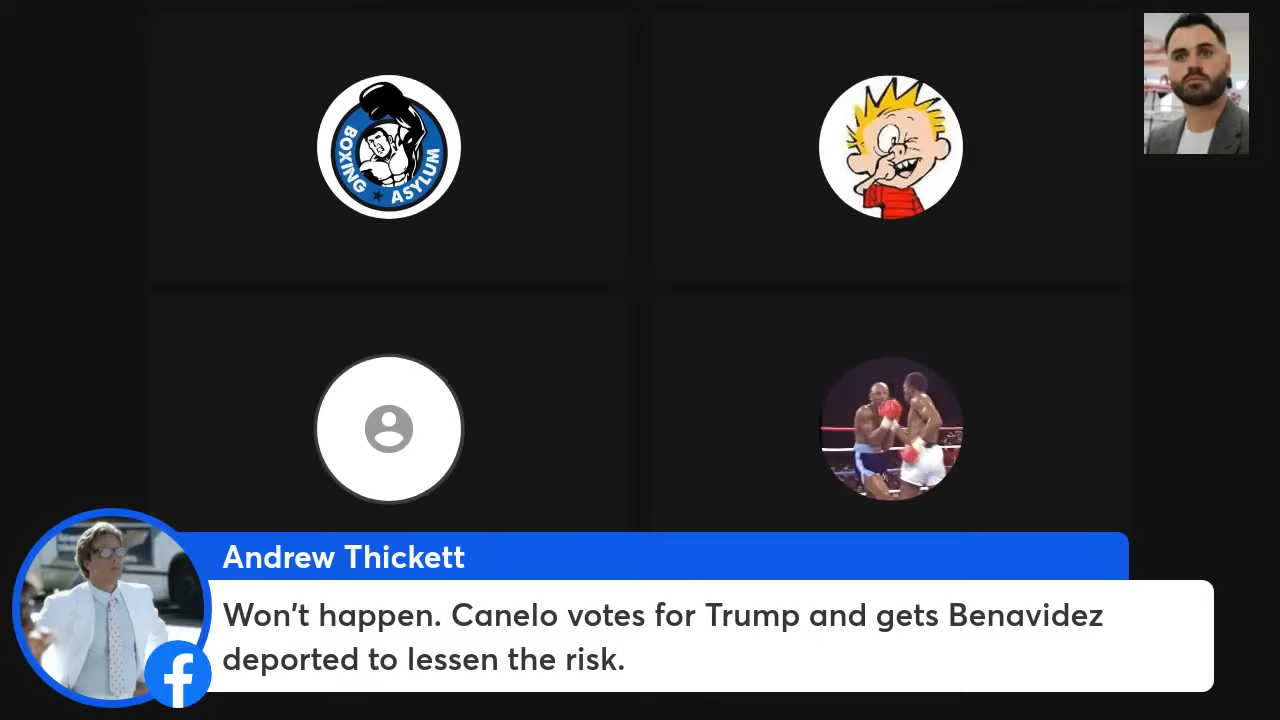 BOXING ASYLUM
Andrew Thickett
Won't happen. Canelo votes for Trump and gets Benavidez
deported to lessen the risk.